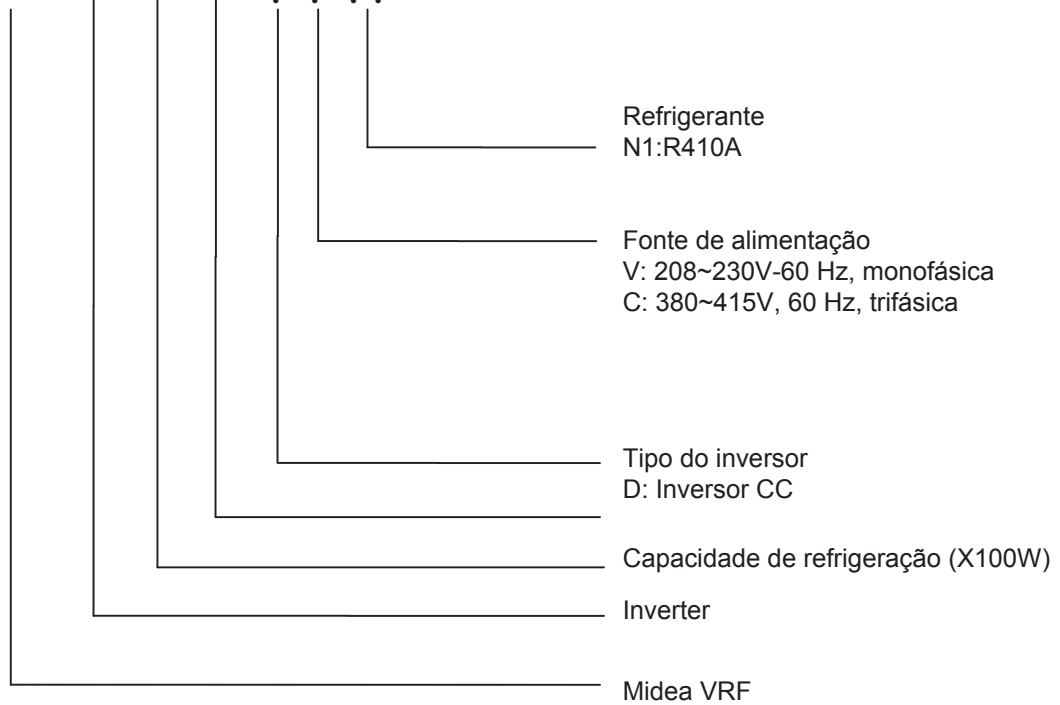 Refrigerante
N1:R410A
Fonte de alimentação
V: 208~230V-60 Hz, monofásica
C: 380~415V, 60 Hz, trifásica
Tipo do inversor
D: Inversor CC
Capacidade de refrigeração (X100W)
Inverter
Midea VRF